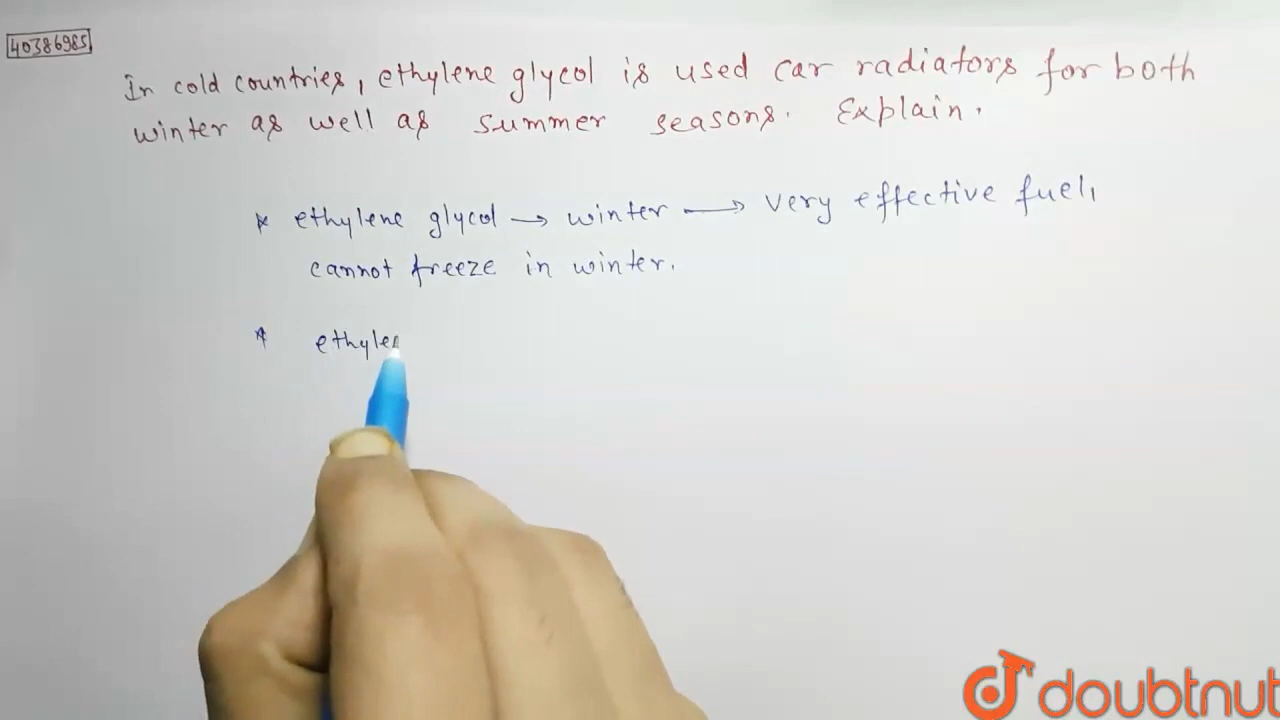 40386985
In cold countries, ethylene glycol is used car radiators for both
winter as well as summer seasons. Explain.
* ethylene glycol → winter → very effective fuel,
cannot freeze in winter.
* ethylen
doubtnut